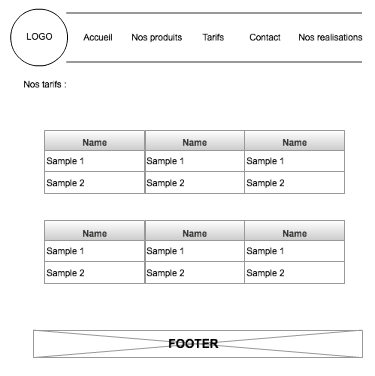 LOGO Accueil Nos produits Tarifs Contact Nos realisations
Nos tarifs :
Name Name Name
Sample 1 Sample 1 Sample 1
Sample 2 Sample 2 Sample 2
Name Name Name
Sample 1 Sample 1 Sample 1
Sample 2 Sample 2 Sample 2
FOOTER